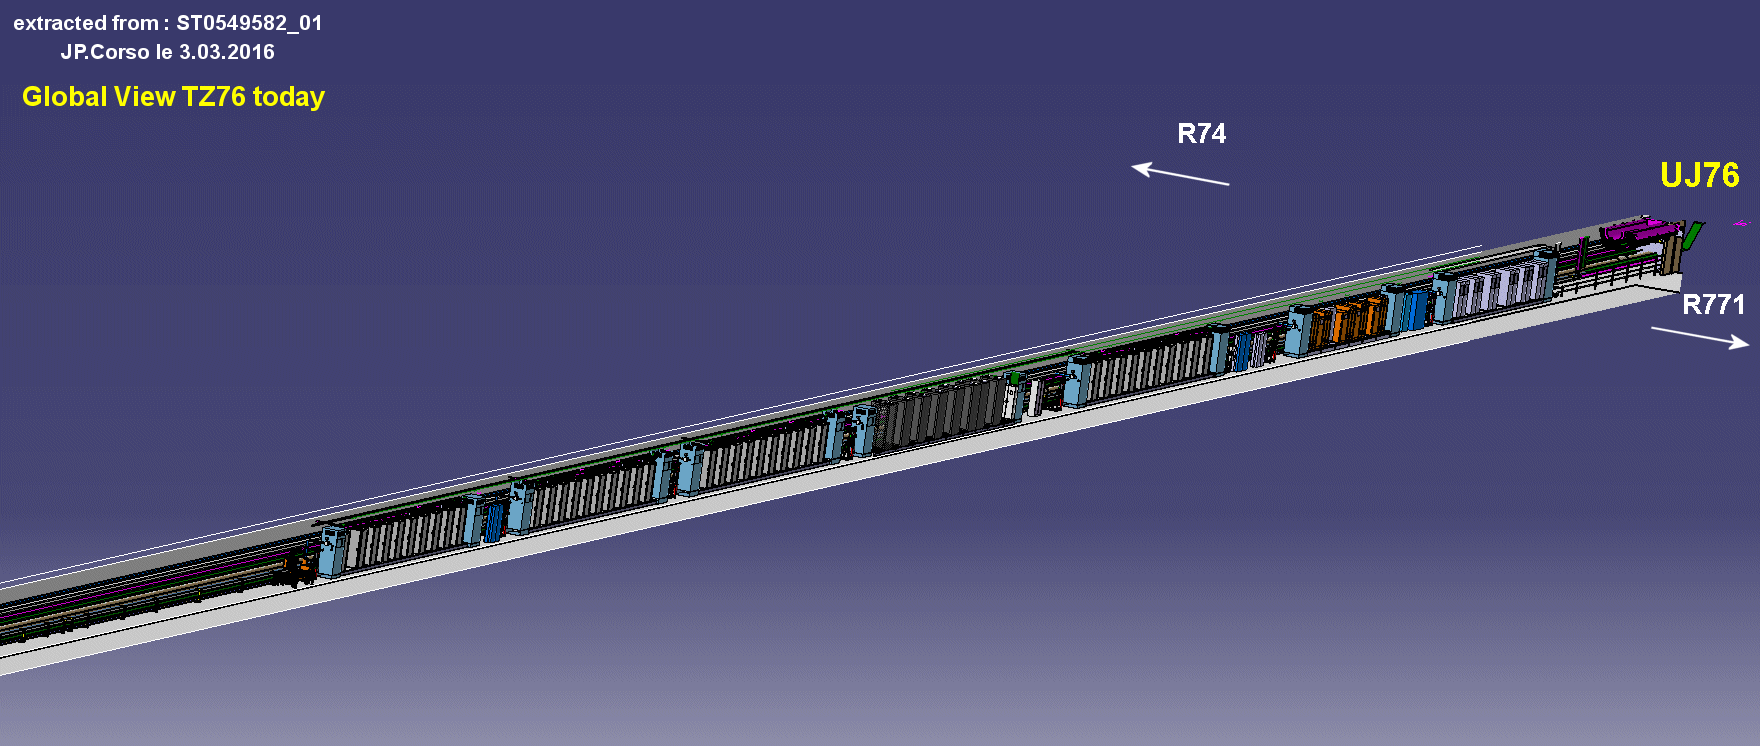 extracted from : ST0549582_01
JP.Corso le 3.03.2016
Global View TZ76 today
R74
UJ76
R771